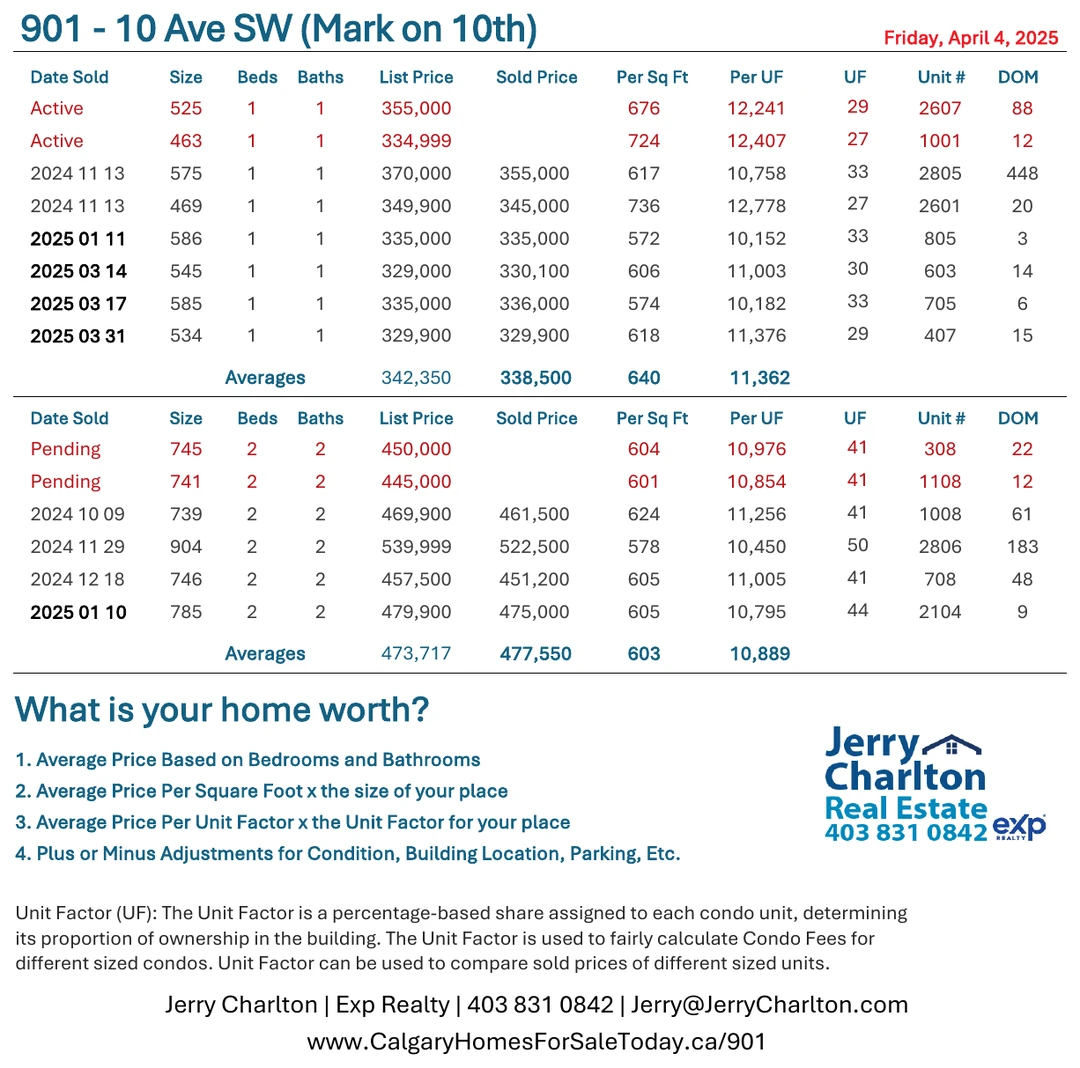 901 - 10 Ave SW (Mark on 10th)
Friday, April 4, 2025
Date Sold Size Beds Baths List Price Sold Price Per Sq Ft Per UF UF Unit # DOM
Active 525 1 1 355,000 676 12,241 29 2607 88
Active 463 1 1 334,999 724 12,407 27 1001 12
2024 11 13 575 1 1 370,000 355,000 617 10,758 33 2805 448
2024 11 13 469 1 1 349,900 345,000 736 12,778 27 2601 20
2025 01 11 586 1 1 335,000 335,000 572 10,152 33 805 3
2025 03 14 545 1 1 329,000 330,100 606 11,003 30 603 14
2025 03 17 585 1 1 335,000 336,000 574 10,182 33 705 6
2025 03 31 534 1 1 329,900 329,900 618 11,376 29 407 15
Averages 342,350 338,500 640 11,362
Date Sold Size Beds Baths List Price Sold Price Per Sq Ft Per UF UF Unit # DOM
Pending 745 2 2 450,000 604 10,976 41 308 22
Pending 741 2 2 445,000 601 10,854 41 1108 12
2024 10 09 739 2 2 469,900 461,500 624 11,256 41 1008 61
2024 11 29 904 2 2 539,999 522,500 578 10,450 50 2806 183
2024 12 18 746 2 2 457,500 451,200 605 11,005 41 708 48
2025 01 10 785 2 2 479,900 475,000 605 10,795 44 2104 9
Averages 473,717 477,550 603 10,889
What is your home worth?
1. Average Price Based on Bedrooms and Bathrooms
2. Average Price Per Square Foot x the size of your place
3. Average Price Per Unit Factor x the Unit Factor for your place
4. Plus or Minus Adjustments for Condition, Building Location, Parking, Etc.
Jerry
Charlton
Real Estate
403 831 0842 exp
REALTY
Unit Factor (UF): The Unit Factor is a percentage-based share assigned to each condo unit, determining
its proportion of ownership in the building. The Unit Factor is used to fairly calculate Condo Fees for
different sized condos. Unit Factor can be used to compare sold prices of different sized units.
Jerry Charlton | Exp Realty | 403 831 0842 | Jerry@JerryCharlton.com
www.CalgaryHomesForSaleToday.ca/901